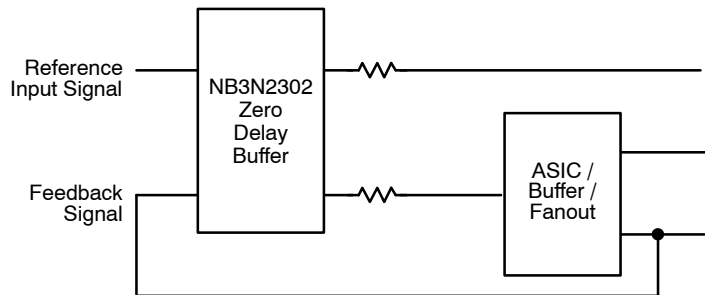 Reference
Input Signal
NB3N2302
Zero
Delay
Buffer
Feedback
Signal
ASIC /
Buffer /
Fanout